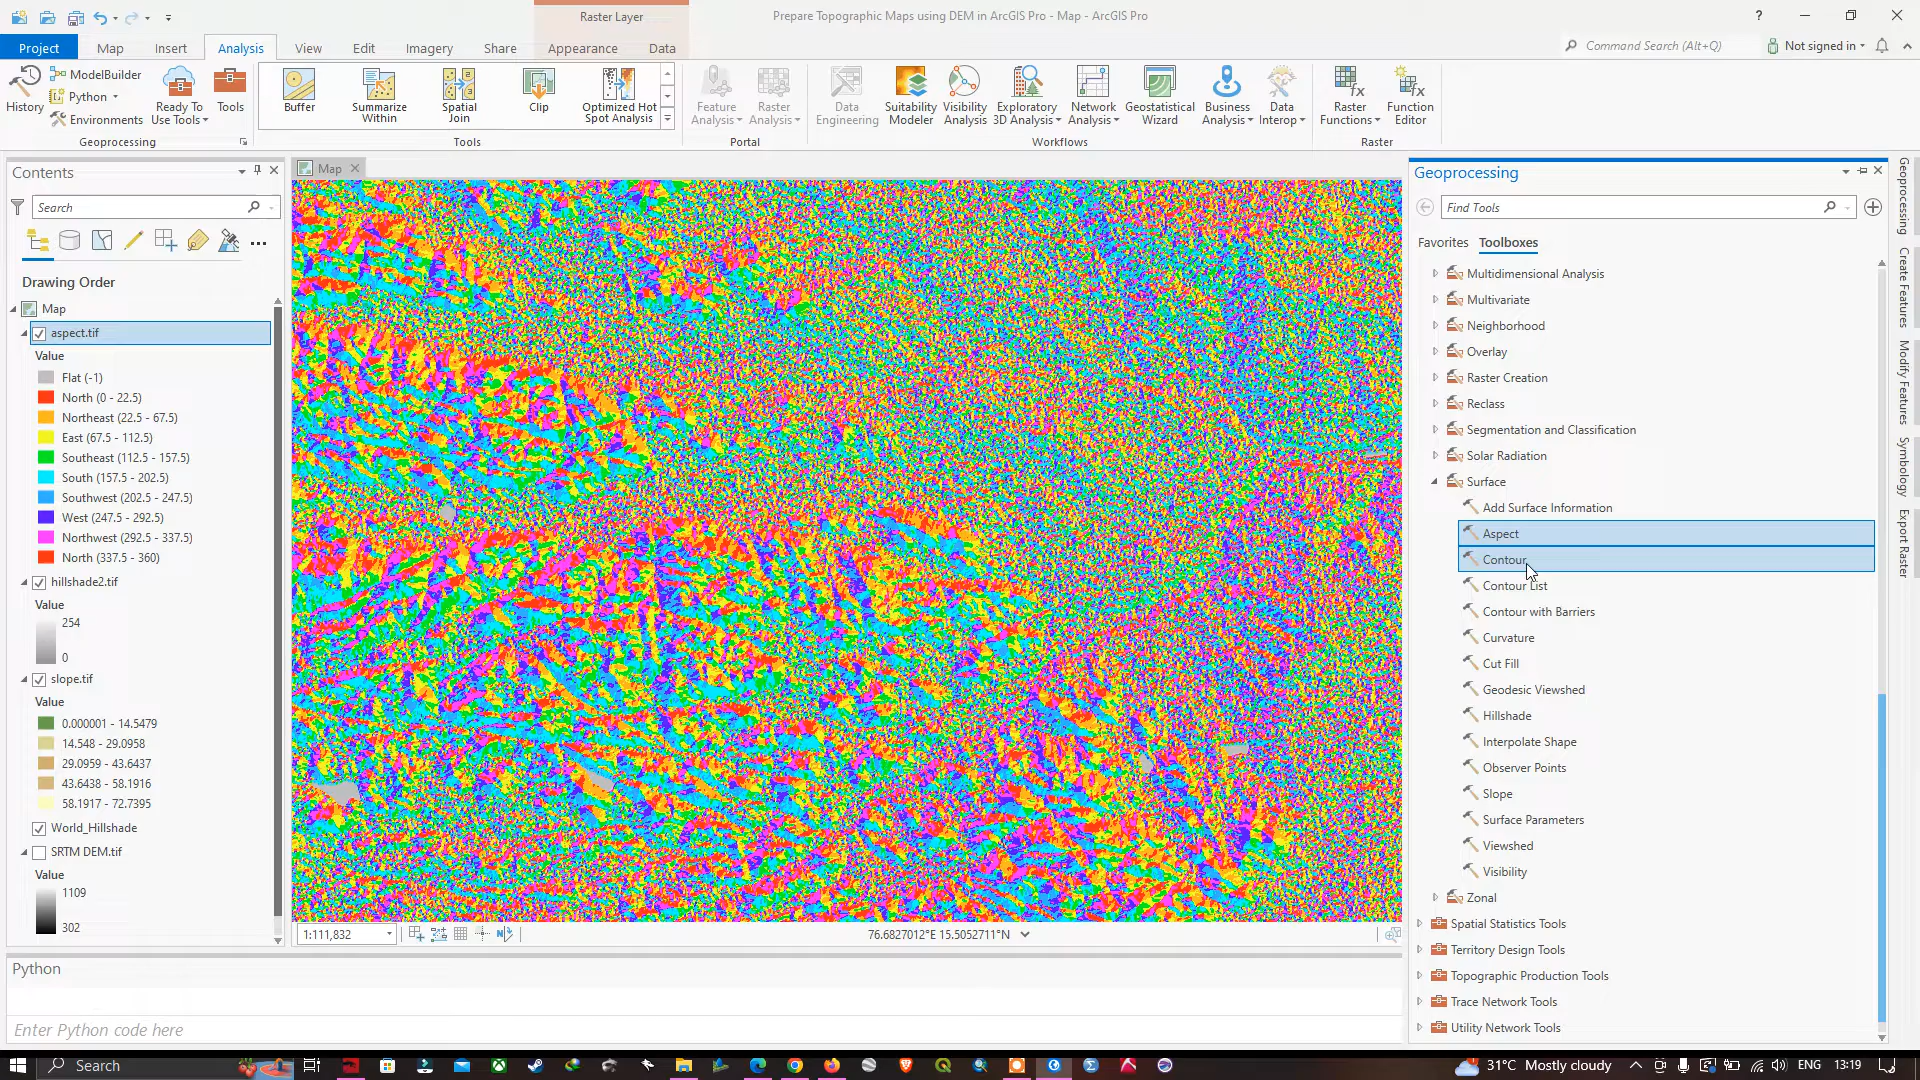 Raster Layer
Prepare Topographic Maps using DEM in ArcGIS Pro - Map - ArcGIS Pro
?
Project
Map
Insert
Analysis
View
Edit
Imagery
Share
Appearance
Data
Command Search (Alt+Q)
Not signed in
History
ModelBuilder
Python
Environments
Ready To
Use Tools
Tools
Geoprocessing
Buffer
Summarize
Within
Spatial
Join
Clip
Optimized Hot
Spot Analysis
Tools
Feature
Analysis
Raster
Analysis
Portal
Data
Engineering
Suitability
Modeler
Visibility
Analysis
Exploratory
3D Analysis
Network
Analysis
Geostatistical
Wizard
Business
Analysis
Data
Interop
Workflows
Raster
Functions
Function
Editor
Raster
Contents
Search
Drawing Order
Map
aspect.tif
Value
Flat (-1)
North (0 - 22.5)
Northeast (22.5 - 67.5)
East (67.5 - 112.5)
Southeast (112.5 - 157.5)
South (157.5 - 202.5)
Southwest (202.5 - 247.5)
West (247.5 - 292.5)
Northwest (292.5 - 337.5)
North (337.5 - 360)
hillshade2.tif
Value
254
0
slope.tif
Value
0.000001 - 14.5479
14.548 - 29.0958
29.0959 - 43.6437
43.6438 - 58.1916
58.1917 - 72.7395
World_Hillshade
SRTM DEM.tif
Value
1109
302
Map
1:111,832
76.6827012°E 15.5052711°N
Python
Enter Python code here
Geoprocessing
Find Tools
Favorites
Toolboxes
Multidimensional Analysis
Multivariate
Neighborhood
Overlay
Raster Creation
Reclass
Segmentation and Classification
Solar Radiation
Surface
Add Surface Information
Aspect
Contour
Contour List
Contour with Barriers
Curvature
Cut Fill
Geodesic Viewshed
Hillshade
Interpolate Shape
Observer Points
Slope
Surface Parameters
Viewshed
Visibility
Zonal
Spatial Statistics Tools
Territory Design Tools
Topographic Production Tools
Trace Network Tools
Utility Network Tools
Geoprocessing
Create Features
Modify Features
Symbology
Export Raster
Search
31°C Mostly cloudy
ENG
13:19